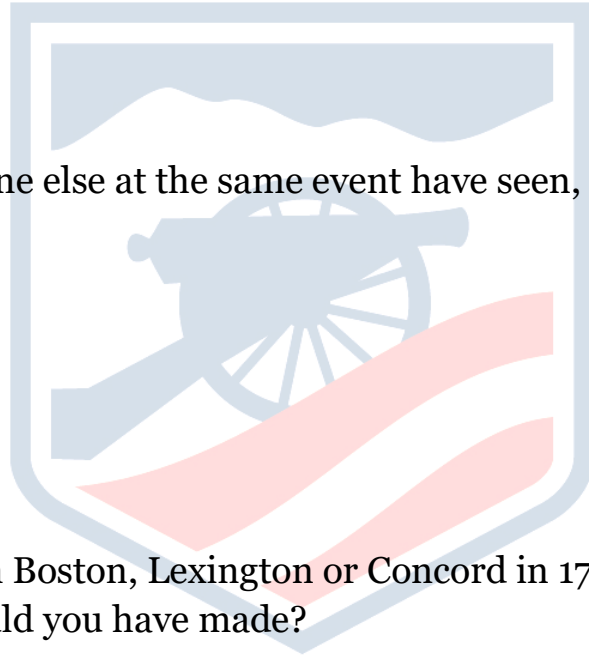 ne else at the same event have seen,
n Boston, Lexington or Concord in 17
ld you have made?